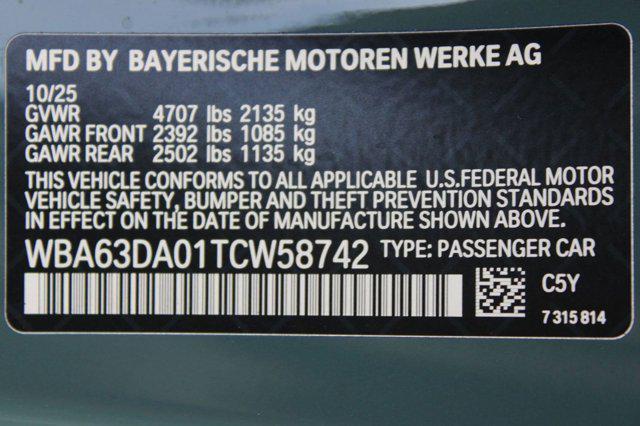 MFD BY BAYERISCHE MOTOREN WERKE AG
10/25
GVWR 4707 lbs 2135 kg
GAWR FRONT 2392 lbs 1085 kg
GAWR REAR 2502 lbs 1135 kg
THIS VEHICLE CONFORMS TO ALL APPLICABLE U.S.FEDERAL MOTOR
VEHICLE SAFETY, BUMPER AND THEFT PREVENTION STANDARDS
IN EFFECT ON THE DATE OF MANUFACTURE SHOWN ABOVE.
WBA63DA01TCW58742 TYPE: PASSENGER CAR
C5Y
7 315 814